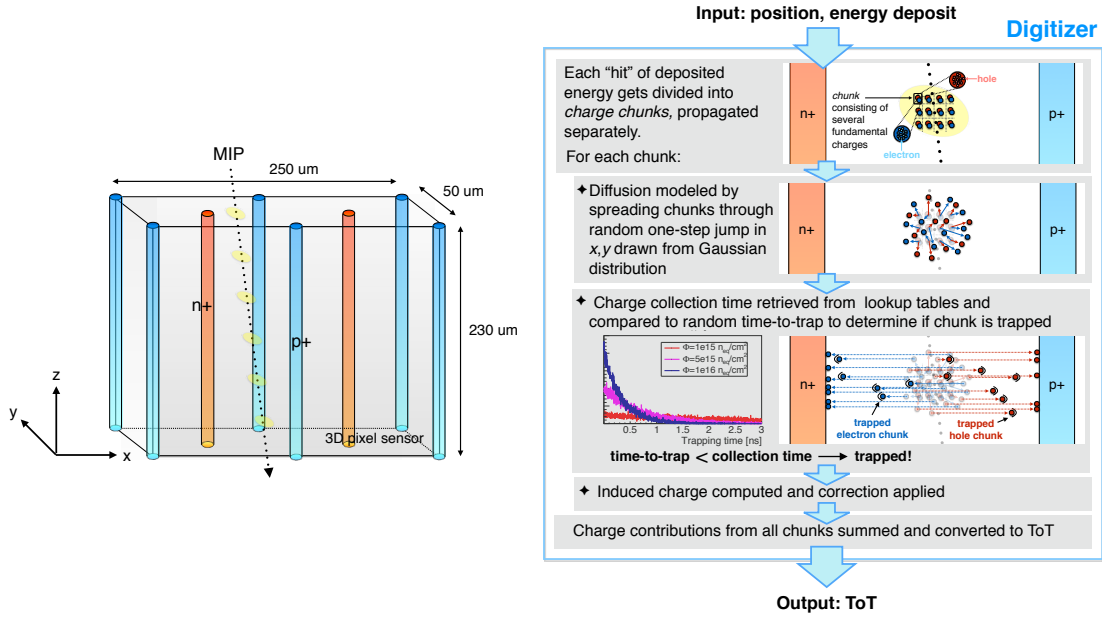 MIP
250 um
50 um
n+
p+
230 um
z
y
x
3D pixel sensor
Input: position, energy deposit
Digitizer
Each “hit” of deposited
energy gets divided into
charge chunks, propagated
separately.
For each chunk:
n+
chunk
consisting of
several
fundamental
charges
hole
electron
p+
✦Diffusion modeled by
spreading chunks through
random one-step jump in
x,y drawn from Gaussian
distribution
n+
p+
✦ Charge collection time retrieved from lookup tables and
compared to random time-to-trap to determine if chunk is trapped
Φ=1e15 n_eq/cm²
Φ=5e15 n_eq/cm²
Φ=1e16 n_eq/cm²
0.5 1 1.5 2 2.5 3
Trapping time [ns]
n+
p+
trapped
electron chunk
trapped
hole chunk
time-to-trap < collection time → trapped!
✦ Induced charge computed and correction applied
Charge contributions from all chunks summed and converted to ToT
Output: ToT